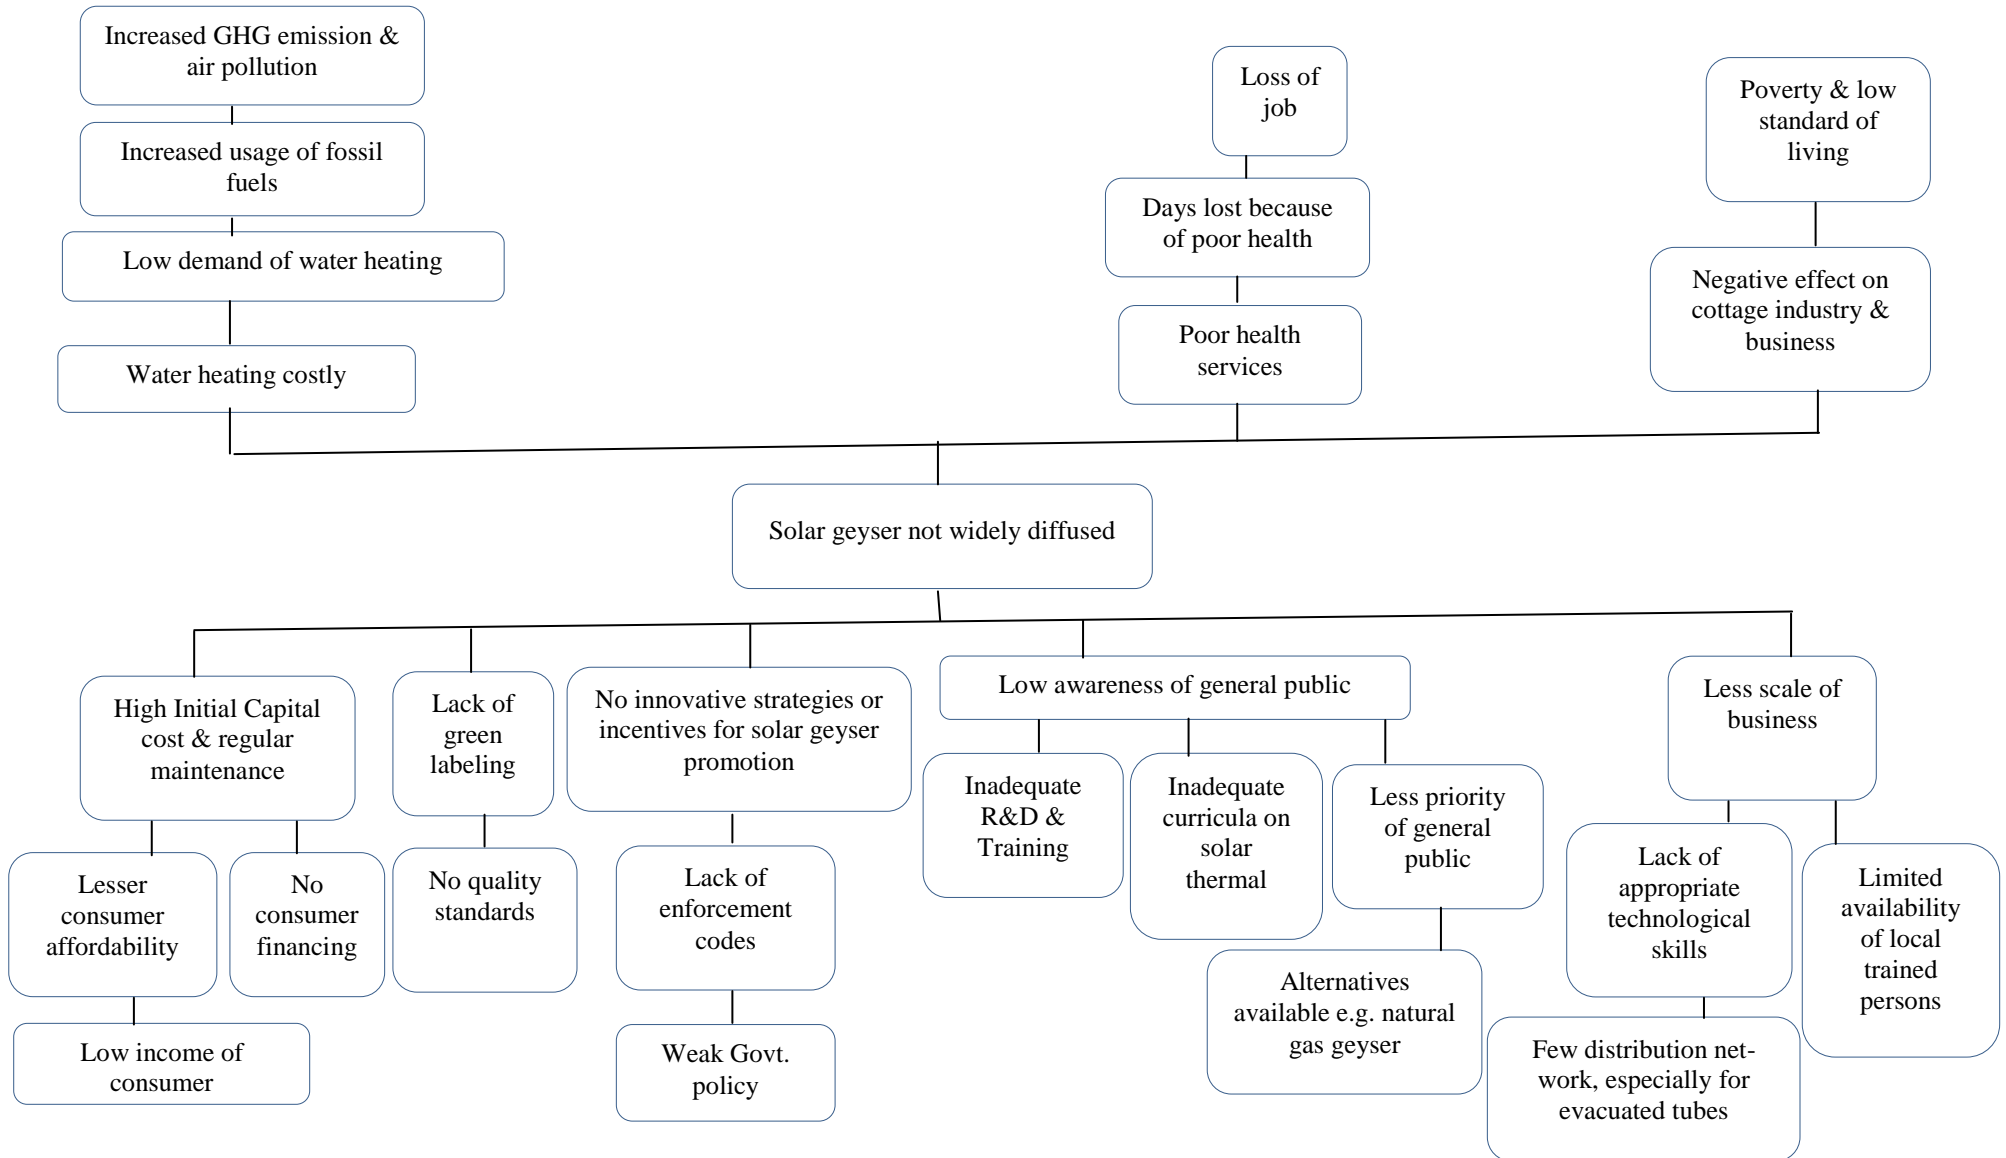 Increased GHG emission &
air pollution
Loss of
job
Poverty & low
standard of
living
Increased usage of fossil
fuels
Days lost because
of poor health
Low demand of water heating
Negative effect on
cottage industry &
business
Poor health
services
Water heating costly
Solar geyser not widely diffused
High Initial Capital
cost & regular
maintenance
Lack of
green
labeling
No innovative strategies or
incentives for solar geyser
promotion
Low awareness of general public
Less scale of
business
Inadequate
R&D &
Training
Inadequate
curricula on
solar
thermal
Less priority
of general
public
Lesser
consumer
affordability
No
consumer
financing
No quality
standards
Lack of
enforcement
codes
Lack of
appropriate
technological
skills
Limited
availability
of local
trained
persons
Alternatives
available e.g. natural
gas geyser
Low income of
consumer
Weak Govt.
policy
Few distribution net-
work, especially for
evacuated tubes